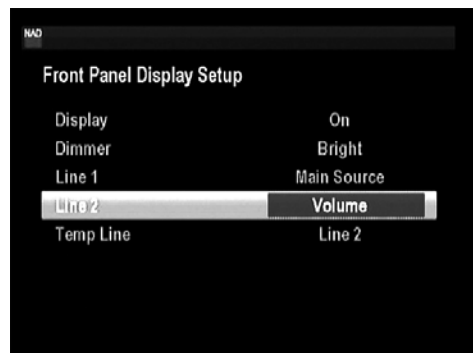 NAD
Front Panel Display Setup
Display On
Dimmer Bright
Line 1 Main Source
Line 2 Volume
Temp Line Line 2